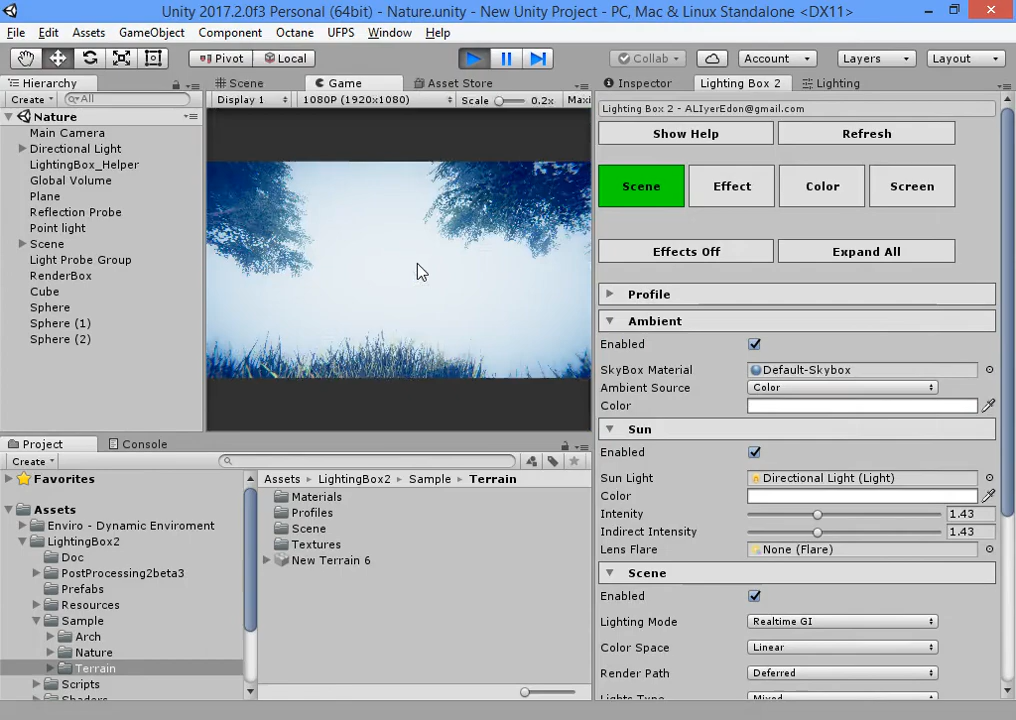 Unity 2017.2.0f3 Personal (64bit) - Nature.unity - New Unity Project - PC, Mac & Linux Standalone <DX11>
File Edit Assets GameObject Component Octane UFPS Window Help
Pivot Local Collab Account Layers Layout
Hierarchy Scene Game Asset Store Inspector Lighting Box 2 Lighting
Create All Display 1 1080P (1920x1080) Scale 0.2x Maxi Lighting Box 2 - ALIyerEdon@gmail.com
Nature
Main Camera
Directional Light
LightingBox_Helper
Global Volume
Plane
Reflection Probe
Point light
Scene
Light Probe Group
RenderBox
Cube
Sphere
Sphere (1)
Sphere (2)
Show Help Refresh
Scene Effect Color Screen
Effects Off Expand All
Profile
Ambient
Enabled
SkyBox Material Default-Skybox
Ambient Source Color
Color
Sun
Enabled
Sun Light Directional Light (Light)
Color
Intenity 1.43
Indirect Intensity 1.43
Lens Flare None (Flare)
Scene
Enabled
Lighting Mode Realtime GI
Color Space Linear
Render Path Deferred
Lights Type Mixed
Project Console
Create
Favorites
Assets
Enviro - Dynamic Enviroment
LightingBox2
Doc
PostProcessing2beta3
Prefabs
Resources
Sample
Arch
Nature
Terrain
Scripts
Shaders
Assets LightingBox2 Sample Terrain
Materials
Profiles
Scene
Textures
New Terrain 6